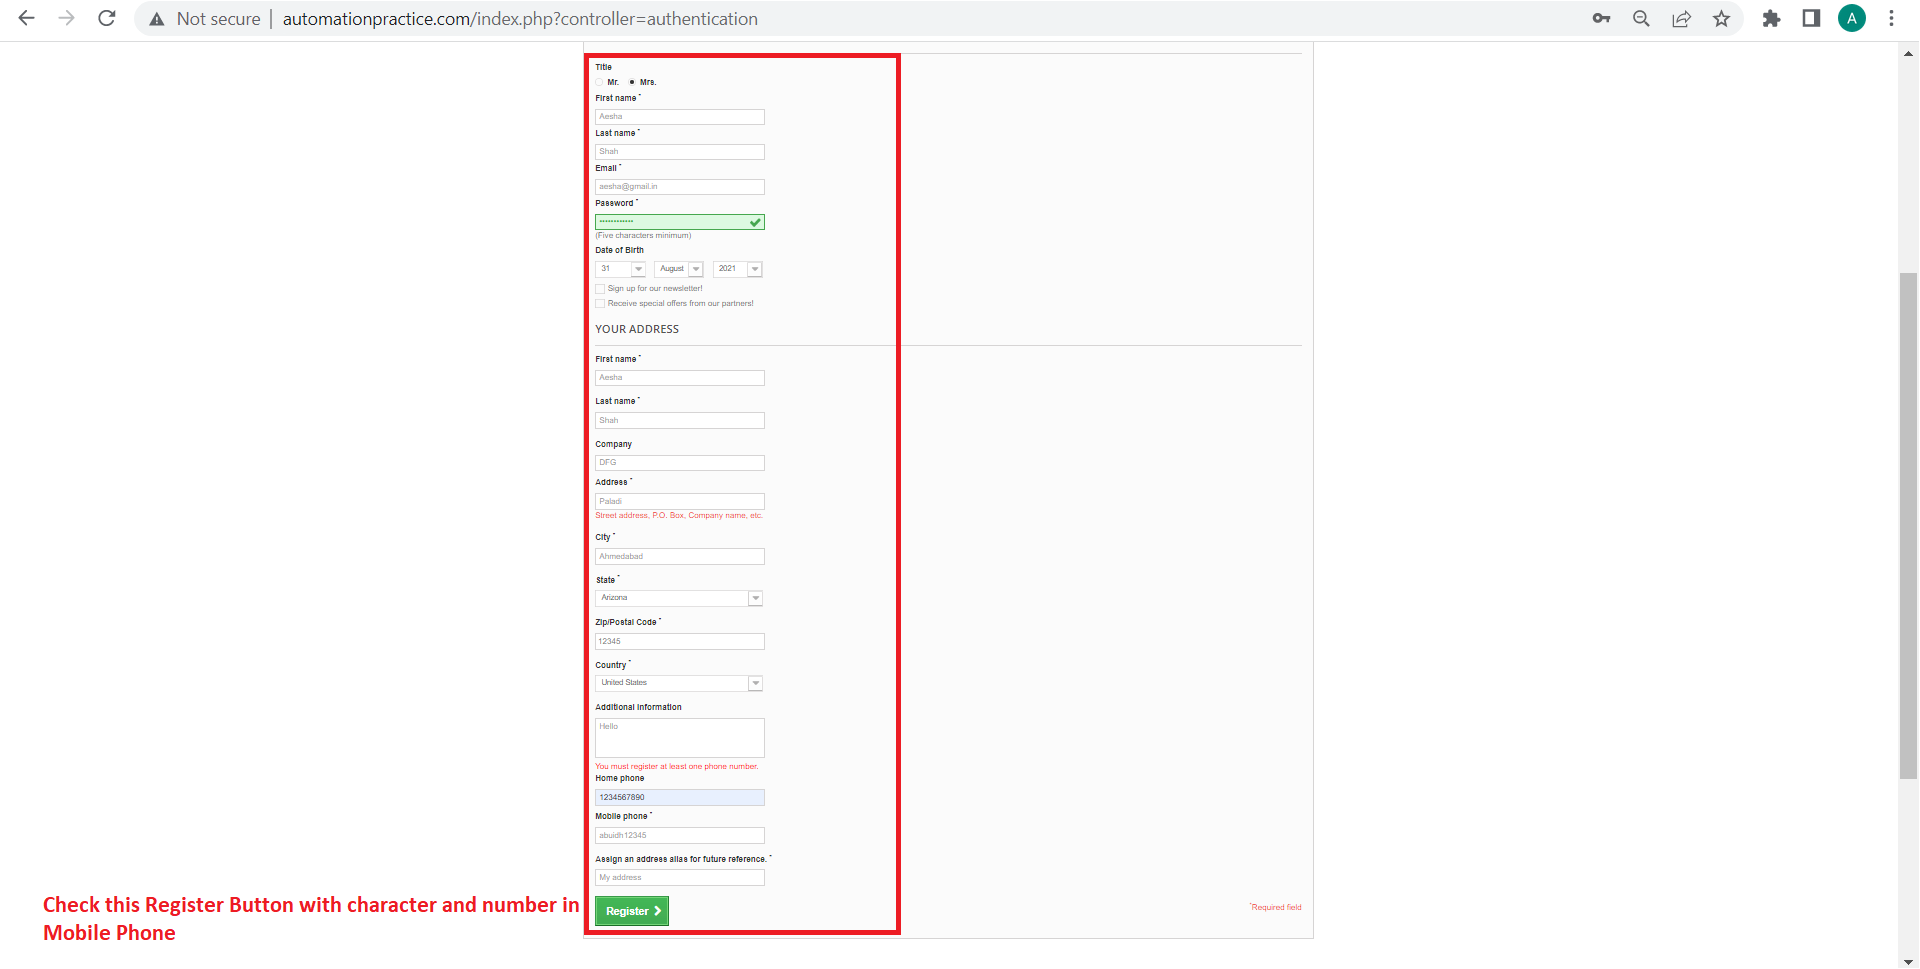 Not secure | automationpractice.com/index.php?controller=authentication
A
Title
Mr. Mrs.
First name *
Aesha
Last name *
Shah
Email *
aesha@gmail.in
Password *
••••••••••••
(Five characters minimum)
Date of Birth
31 August 2021
Sign up for our newsletter!
Receive special offers from our partners!
YOUR ADDRESS
First name *
Aesha
Last name *
Shah
Company
DFG
Address *
Paladi
Street address, P.O. Box, Company name, etc.
City *
Ahmedabad
State *
Arizona
Zip/Postal Code *
12345
Country *
United States
Additional information
Hello
You must register at least one phone number.
Home phone
1234567890
Mobile phone *
abuidh12345
Assign an address alias for future reference. *
My address
Check this Register Button with character and number in
Mobile Phone
Register
*Required field